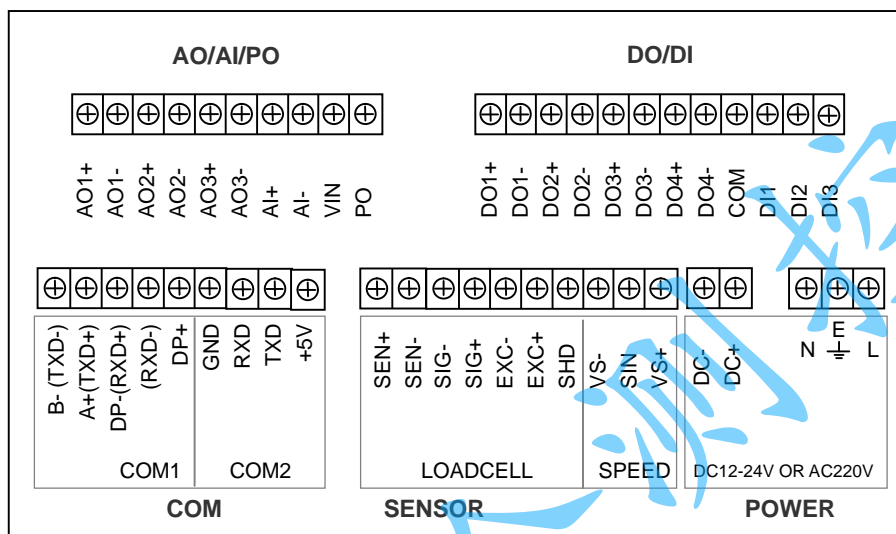 AO/AI/PO
DO/DI
AO1+ AO1- AO2+ AO2- AO3+ AO3- AI+ AI- VIN PO
DO1+ DO1- DO2+ DO2- DO3+ DO3- DO4+ DO4- COM DI1 DI2 DI3
B- (TXD-) A+(TXD+) DP-(RXD+) (RXD-) DP+ GND RXD TXD +5V
SEN+ SEN- SIG- SIG+ EXC- EXC+ SHD VS- SIN VS+
DC- DC+
N E L
COM1 COM2
LOADCELL SPEED
DC12-24V OR AC220V
COM
SENSOR
POWER
测